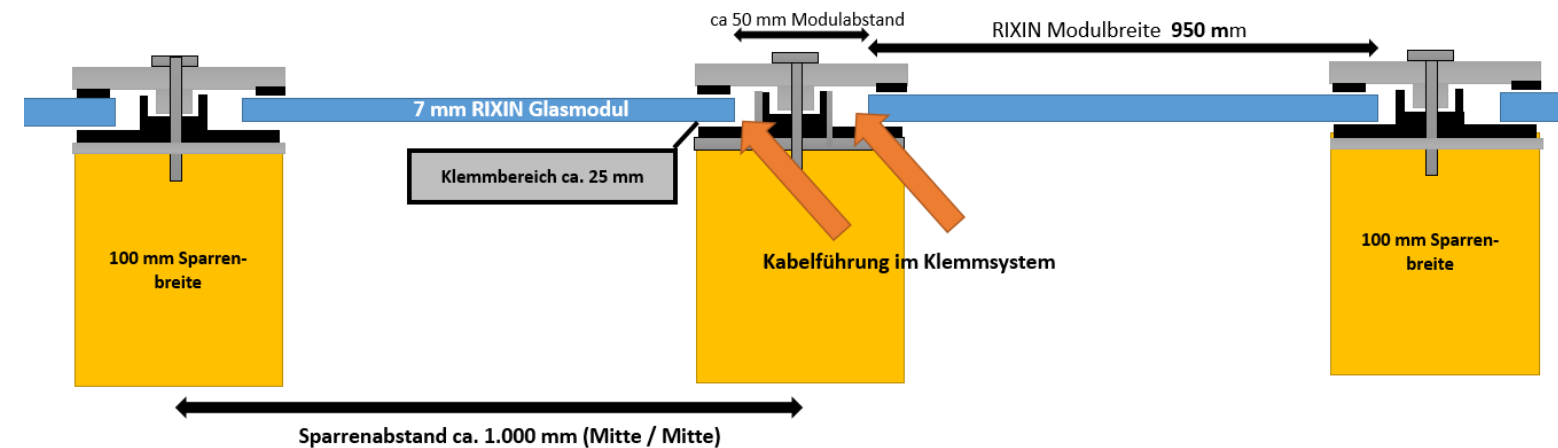 ca 50 mm Modulabstand
RIXIN Modulbreite 950 mm
7 mm RIXIN Glasmodul
Klemmbereich ca. 25 mm
100 mm Sparren-
breite
Kabelführung im Klemmsystem
100 mm Sparren-
breite
Sparrenabstand ca. 1.000 mm (Mitte / Mitte)